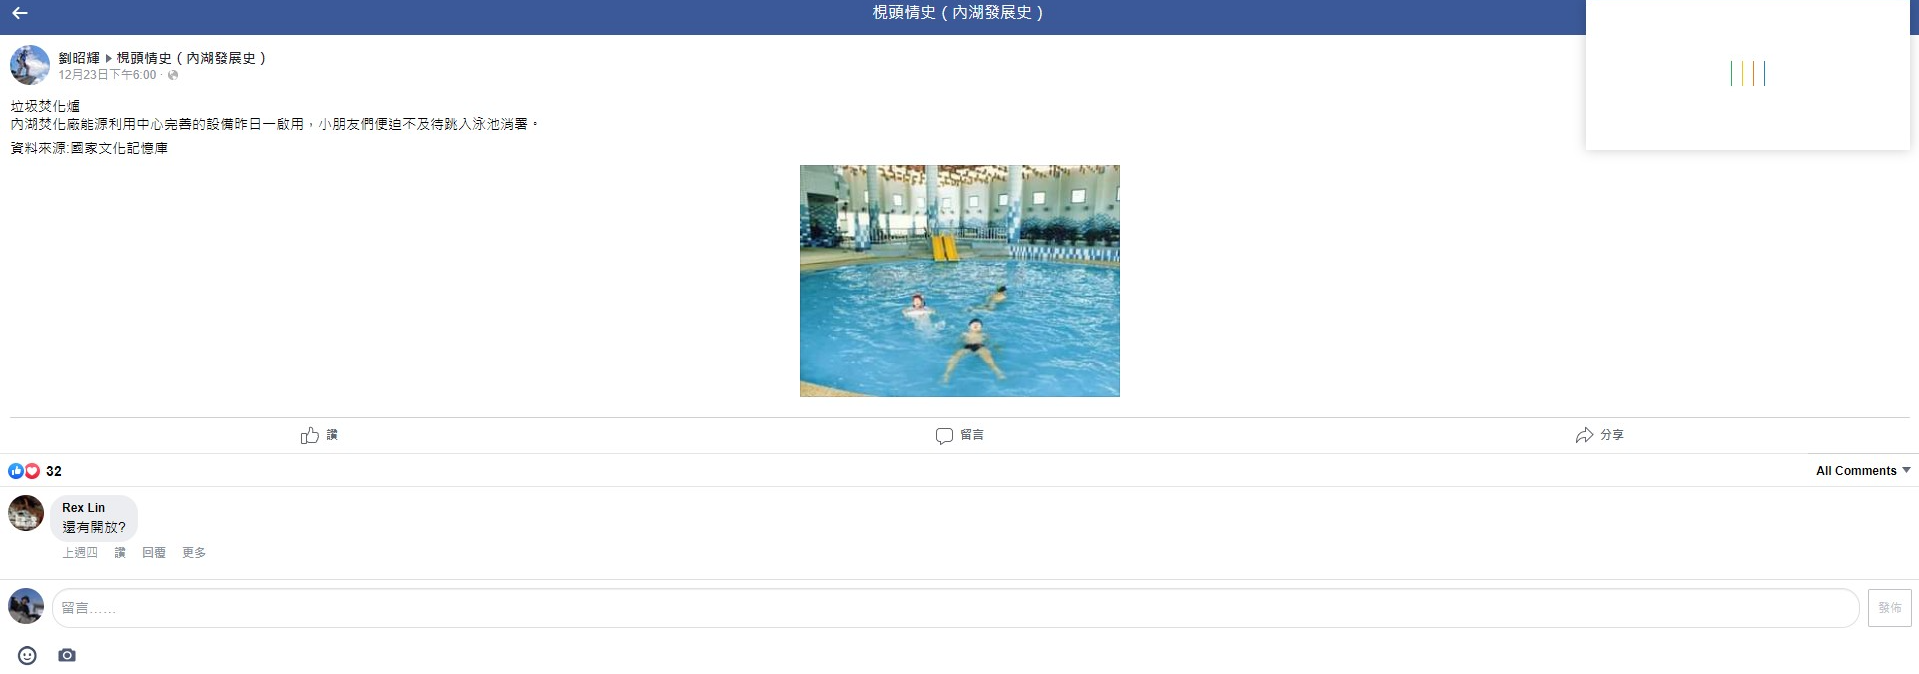 梘頭情史（內湖發展史）
劉昭輝 ▶ 梘頭情史（內湖發展史）
12月23日下午6:00 ·
垃圾焚化爐
內湖焚化廠能源利用中心完善的設備昨日一啟用，小朋友們便迫不及待跳入泳池消署。
資料來源:國家文化記憶庫
讚
留言
分享
32
All Comments
Rex Lin
還有開放?
上週四 讚 回覆 更多
留言......
發佈